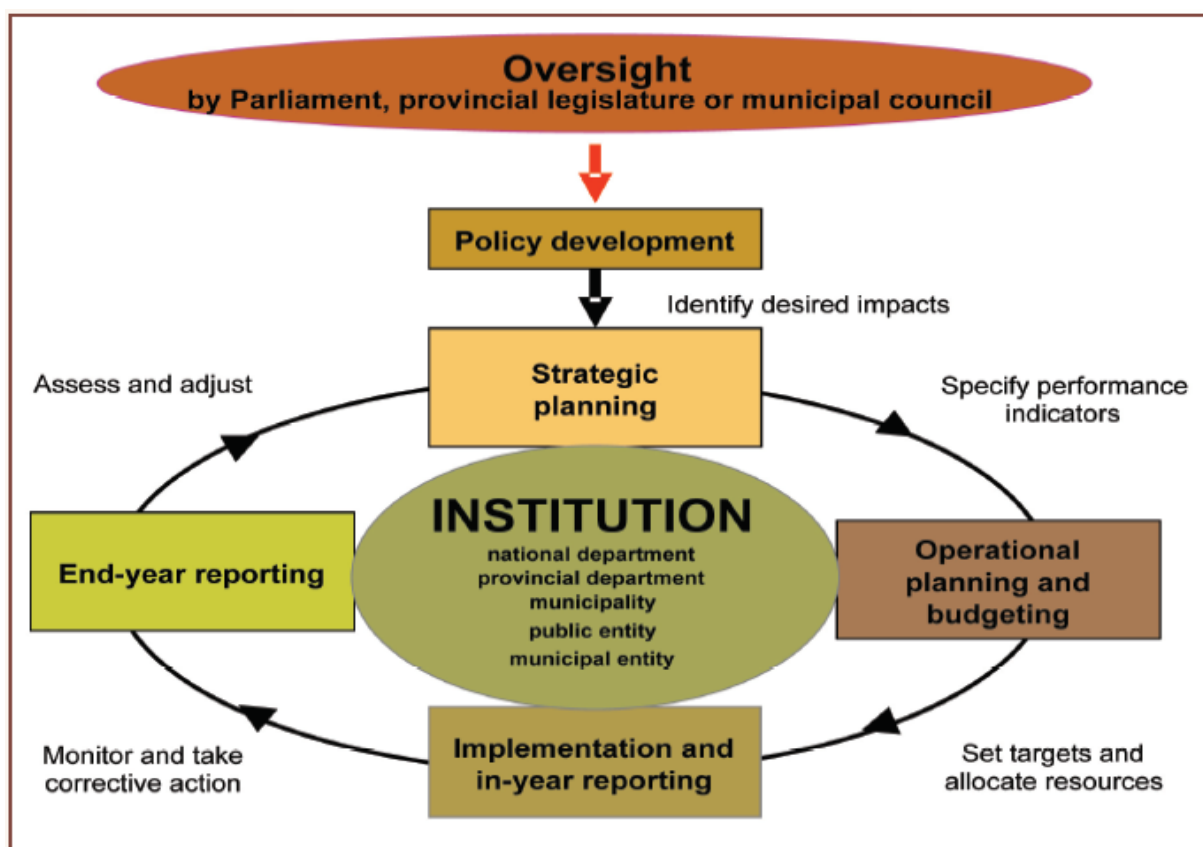 Oversight
by Parliament, provincial legislature or municipal council
Policy development
Identify desired impacts
Strategic
planning
Assess and adjust
Specify performance
indicators
INSTITUTION
national department
provincial department
municipality
public entity
municipal entity
End-year reporting
Operational
planning and
budgeting
Implementation and
in-year reporting
Monitor and take
corrective action
Set targets and
allocate resources